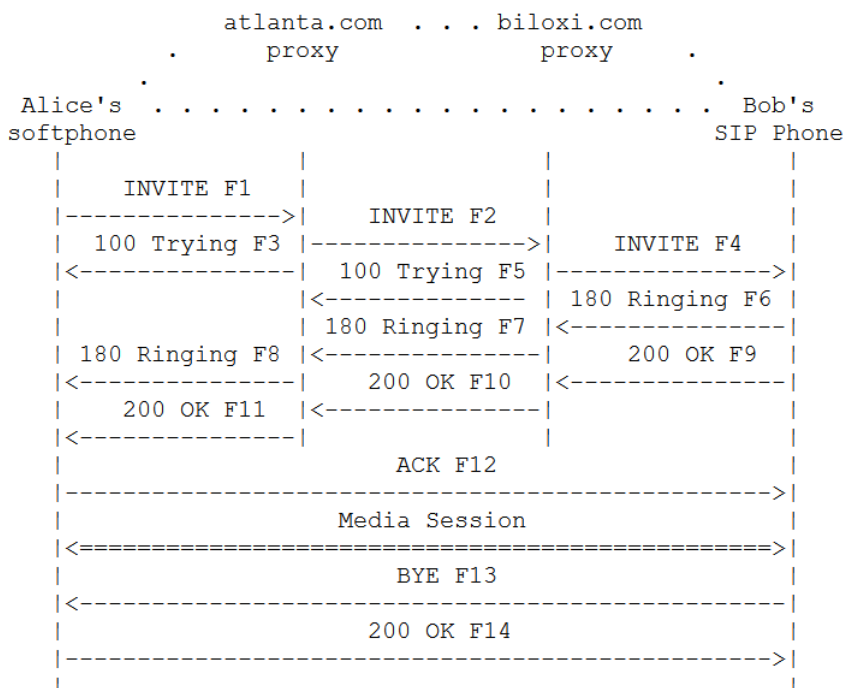 atlanta.com . . . biloxi.com
. proxy proxy .
. .
Alice's . . . . . . . . . . . . . . . . . . . . Bob's
softphone SIP Phone
| | | |
| INVITE F1 | | |
|--------------->| INVITE F2 | |
| 100 Trying F3 |--------------->| INVITE F4 |
|<---------------| 100 Trying F5 |--------------->|
| |<-------------- | 180 Ringing F6 |
| | 180 Ringing F7 |<---------------|
| 180 Ringing F8 |<---------------| 200 OK F9 |
|<---------------| 200 OK F10 |<---------------|
| 200 OK F11 |<---------------| |
|<---------------| | |
| ACK F12 |
|------------------------------------------------->|
| Media Session |
|<================================================>|
| BYE F13 |
|<-------------------------------------------------|
| 200 OK F14 |
|------------------------------------------------->|
| |